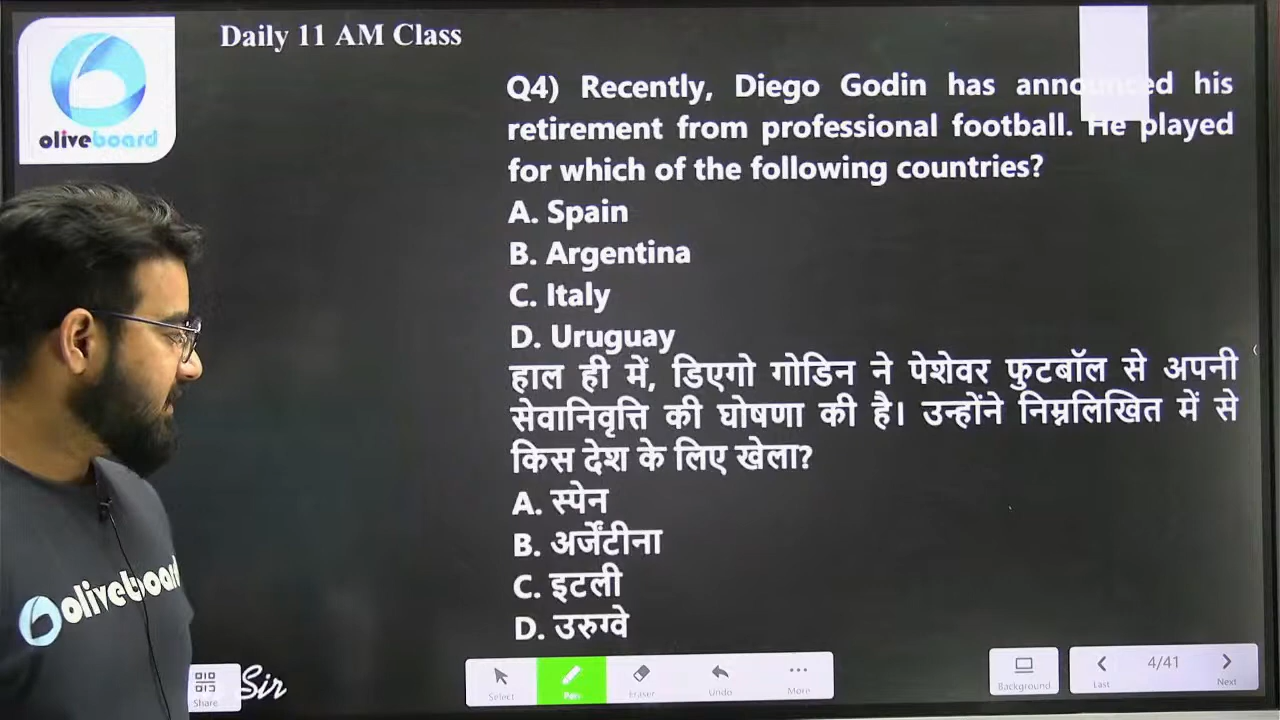 Daily 11 AM Class
oliveboard
Q4) Recently, Diego Godin has announced his
retirement from professional football. He played
for which of the following countries?
A. Spain
B. Argentina
C. Italy
D. Uruguay
हाल ही में, डिएगो गोडिन ने पेशेवर फुटबॉल से अपनी
सेवानिवृत्ति की घोषणा की है। उन्होंने निम्नलिखित में से
किस देश के लिए खेला?
A. स्पेन
B. अर्जेंटीना
C. इटली
D. उरुग्वे
oliveboard
Sir
Share
Select
Pen
Eraser
Undo
More
Background
Last
4/41
Next